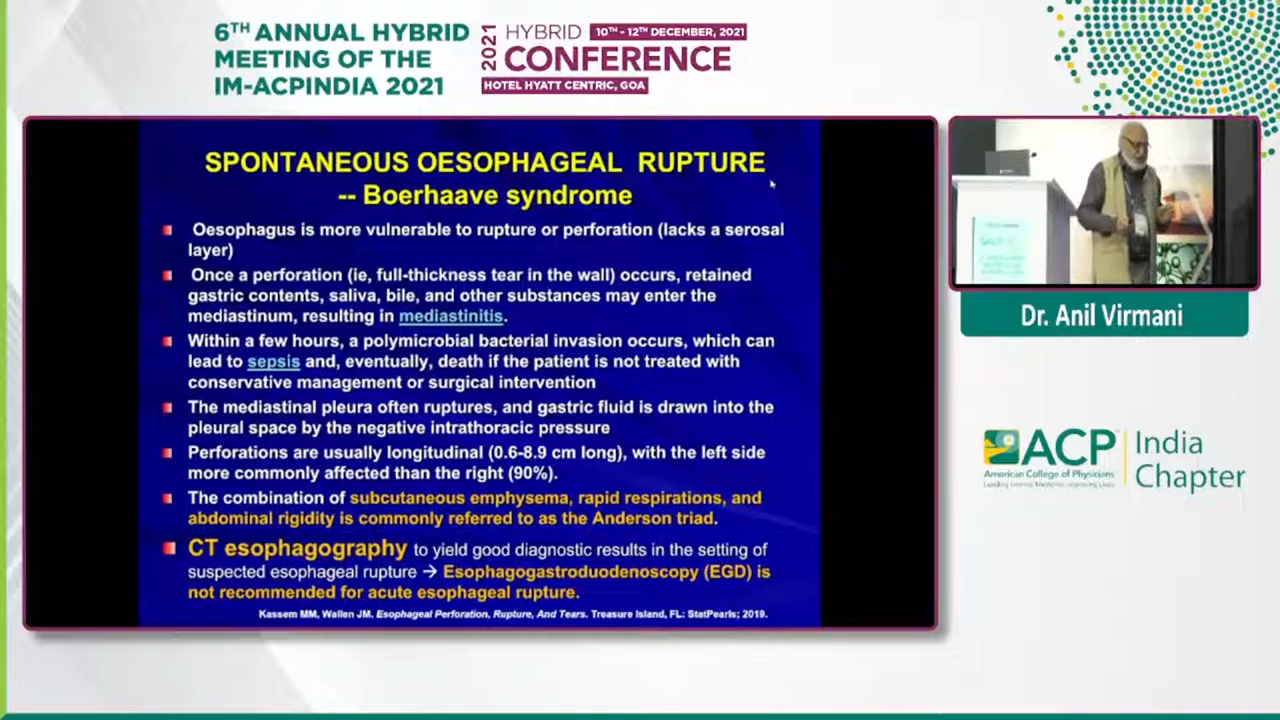 6TH ANNUAL HYBRID
MEETING OF THE
IM-ACPINDIA 2021
2021
HYBRID 10TH - 12TH DECEMBER, 2021
CONFERENCE
HOTEL HYATT CENTRIC, GOA
SPONTANEOUS OESOPHAGEAL RUPTURE
-- Boerhaave syndrome
Oesophagus is more vulnerable to rupture or perforation (lacks a serosal
layer)
Once a perforation (ie, full-thickness tear in the wall) occurs, retained
gastric contents, saliva, bile, and other substances may enter the
mediastinum, resulting in mediastinitis.
Within a few hours, a polymicrobial bacterial invasion occurs, which can
lead to sepsis and, eventually, death if the patient is not treated with
conservative management or surgical intervention
The mediastinal pleura often ruptures, and gastric fluid is drawn into the
pleural space by the negative intrathoracic pressure
Perforations are usually longitudinal (0.6-8.9 cm long), with the left side
more commonly affected than the right (90%).
The combination of subcutaneous emphysema, rapid respirations, and
abdominal rigidity is commonly referred to as the Anderson triad.
CT esophagography to yield good diagnostic results in the setting of
suspected esophageal rupture → Esophagogastroduodenoscopy (EGD) is
not recommended for acute esophageal rupture.
Kassem MM, Wallen JM. Esophageal Perforation, Rupture, And Tears. Treasure Island, FL: StatPearls; 2019.
Dr. Anil Virmani
ACP
American College of Physicians
Leading Internal Medicine, Improving Lives
India
Chapter